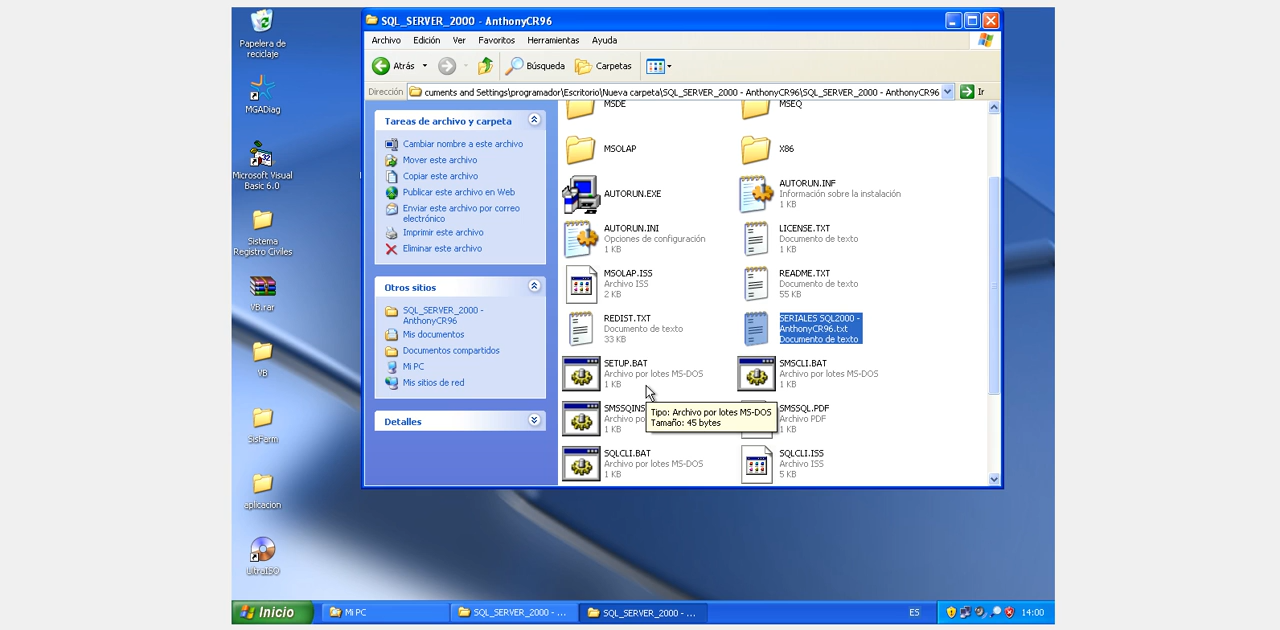 Papelera de
reciclaje
MGADiag
Microsoft Visual
Basic 6.0
Sistema
Registro Civiles
VB.rar
VB
SisFarm
aplicacion
UltraISO
SQL_SERVER_2000 - AnthonyCR96
Archivo Edición Ver Favoritos Herramientas Ayuda
Atrás Búsqueda Carpetas
Dirección cuments and Settings\programador\Escritorio\Nueva carpeta\SQL_SERVER_2000 - AnthonyCR96\SQL_SERVER_2000 - AnthonyCR96 Ir
Tareas de archivo y carpeta
Cambiar nombre a este archivo
Mover este archivo
Copiar este archivo
Publicar este archivo en Web
Enviar este archivo por correo
electrónico
Imprimir este archivo
Eliminar este archivo
Otros sitios
SQL_SERVER_2000 -
AnthonyCR96
Mis documentos
Documentos compartidos
Mi PC
Mis sitios de red
Detalles
MSDE
MSEQ
MSOLAP
X86
AUTORUN.EXE
AUTORUN.INF
Información sobre la instalación
1 KB
AUTORUN.INI
Opciones de configuración
1 KB
LICENSE.TXT
Documento de texto
1 KB
MSOLAP.ISS
Archivo ISS
2 KB
README.TXT
Documento de texto
55 KB
REDIST.TXT
Documento de texto
33 KB
SERIALES SQL2000 -
AnthonyCR96.txt
Documento de texto
SETUP.BAT
Archivo por lotes MS-DOS
1 KB
SMSCLI.BAT
Archivo por lotes MS-DOS
1 KB
SMSSQINS
Archivo po
1 KB
Tipo: Archivo por lotes MS-DOS
Tamaño: 45 bytes
SMSSQL.PDF
Archivo PDF
1 KB
SQLCLI.BAT
Archivo por lotes MS-DOS
1 KB
SQLCLI.ISS
Archivo ISS
5 KB
Inicio
Mi PC
SQL_SERVER_2000 - ...
SQL_SERVER_2000 - ...
ES
14:00